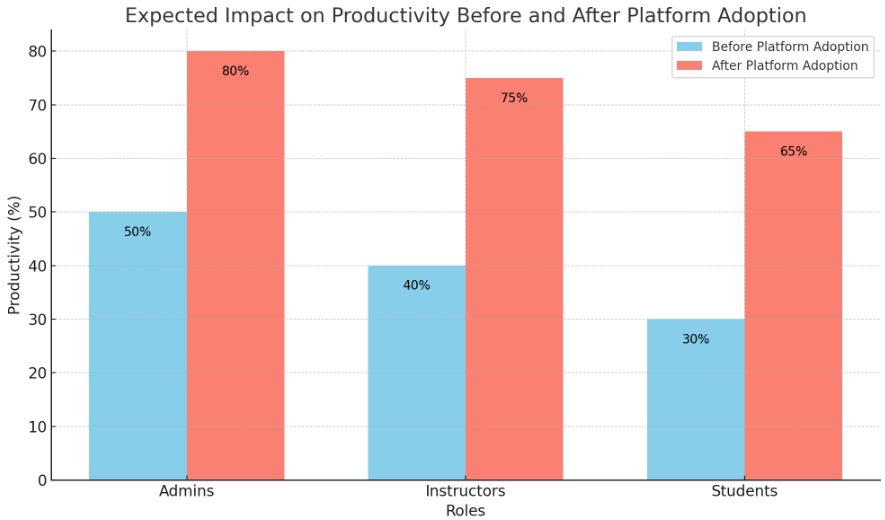 Expected Impact on Productivity Before and After Platform Adoption
Before Platform Adoption
After Platform Adoption
80
70
60
50
40
30
20
10
0
Productivity (%)
50%
80%
40%
75%
30%
65%
Admins
Instructors
Students
Roles